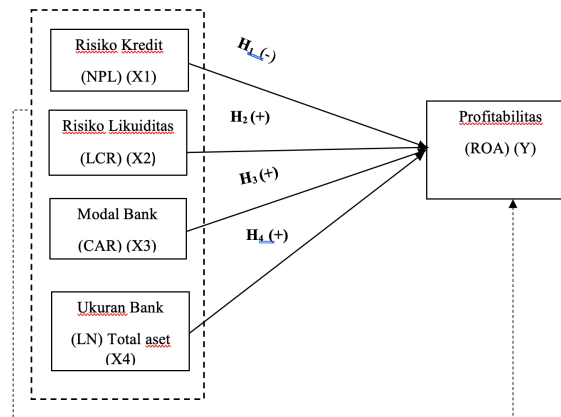 Risiko Kredit
(NPL) (X1)
Risiko Likuiditas
(LCR) (X2)
Modal Bank
(CAR) (X3)
Ukuran Bank
(LN) Total aset
(X4)
H₁ (-)
H₂ (+)
H₃ (+)
H₄ (+)
Profitabilitas
(ROA) (Y)